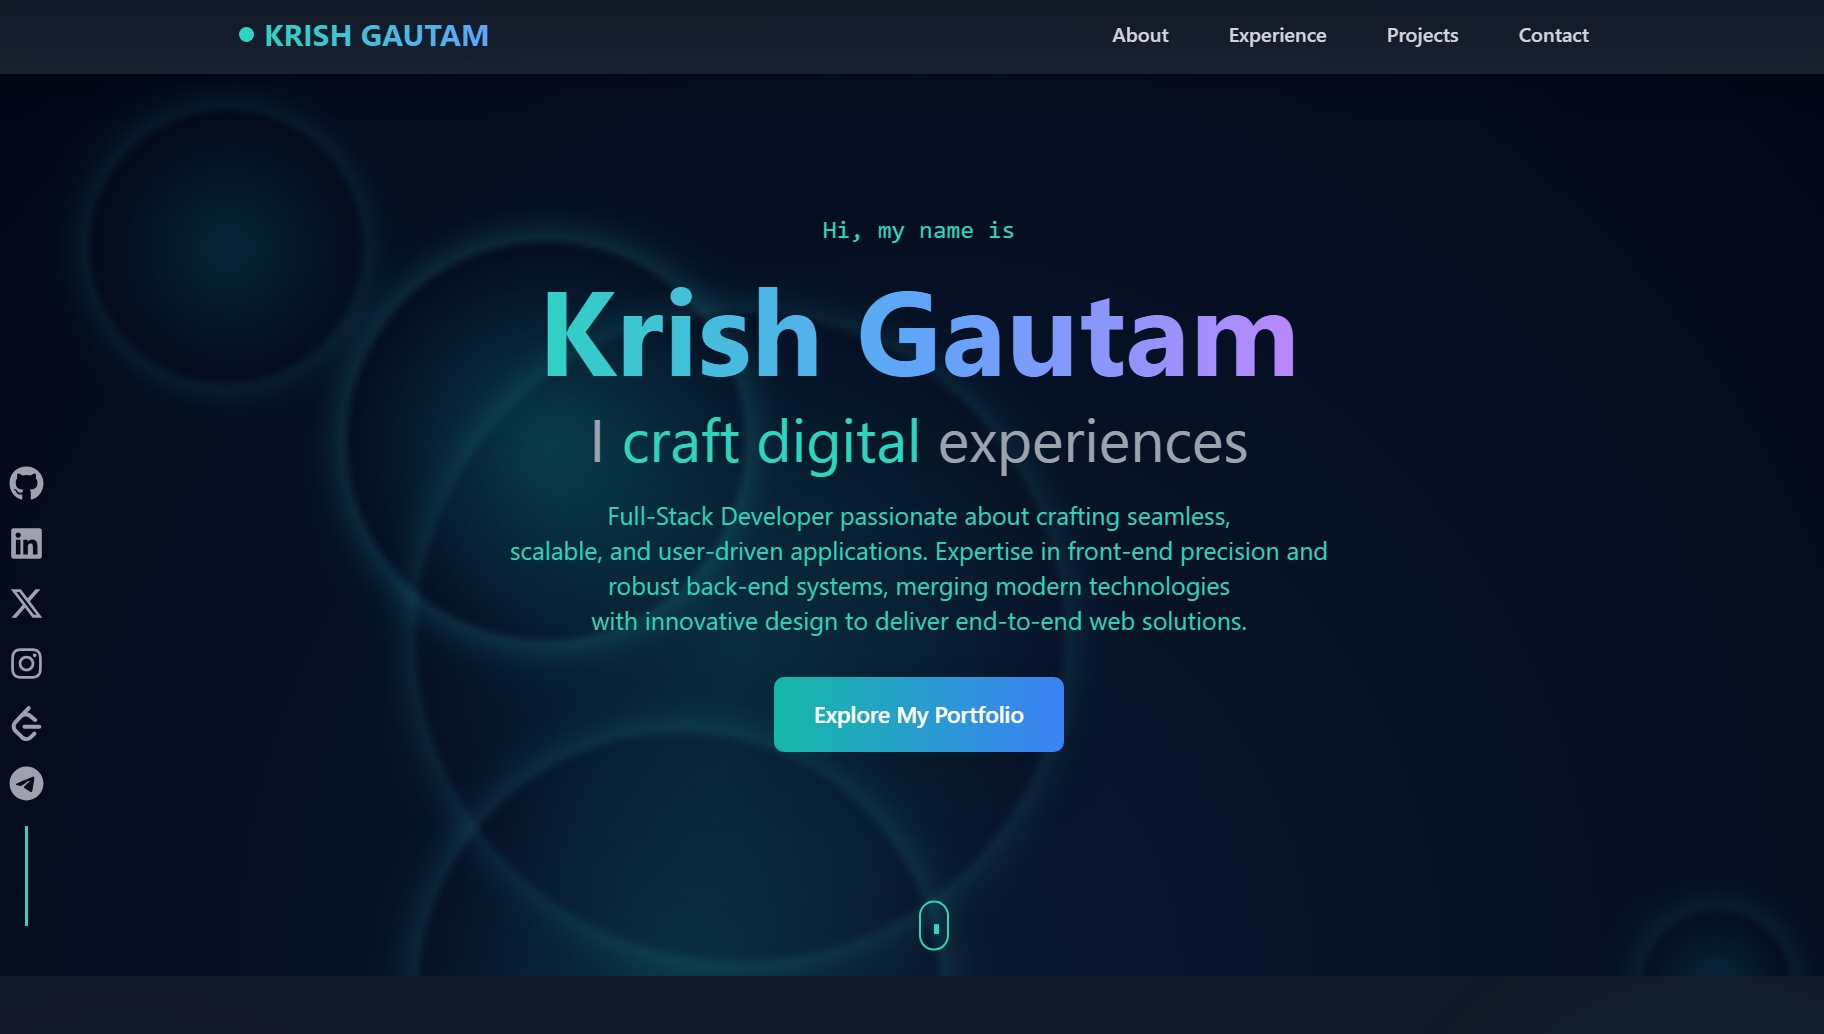 KRISH GAUTAM
About Experience Projects Contact
Hi, my name is
Krish Gautam
I craft digital experiences
Full-Stack Developer passionate about crafting seamless,
scalable, and user-driven applications. Expertise in front-end precision and
robust back-end systems, merging modern technologies
with innovative design to deliver end-to-end web solutions.
Explore My Portfolio